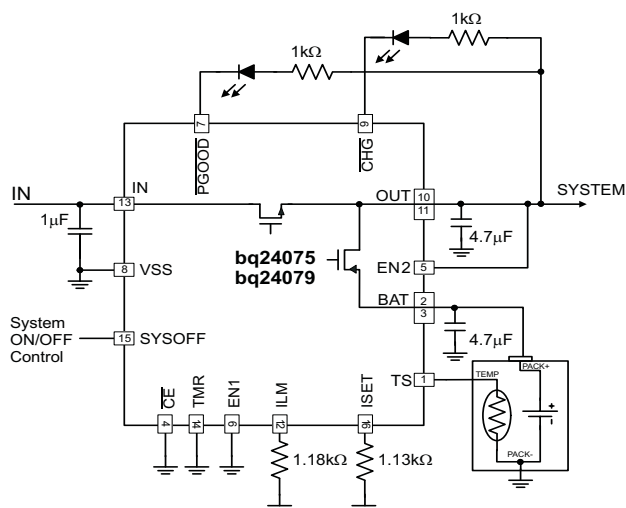 1kΩ
1kΩ
7
9
PGOOD
CHG
IN
IN
13
OUT
10
11
SYSTEM
1μF
4.7μF
bq24075
bq24079
EN2
5
8
VSS
BAT
2
3
System
ON/OFF
Control
15
SYSOFF
4.7μF
PACK+
TS
1
TEMP
+
-
CE
TMR
EN1
ILM
ISET
4
14
6
12
16
PACK-
1.18kΩ
1.13kΩ